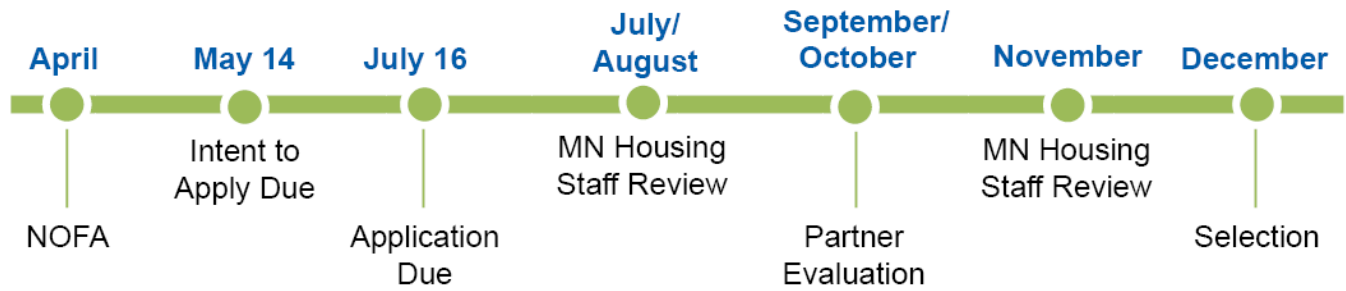 April
NOFA
May 14
Intent to
Apply Due
July 16
Application
Due
July/
August
MN Housing
Staff Review
September/
October
Partner
Evaluation
November
MN Housing
Staff Review
December
Selection